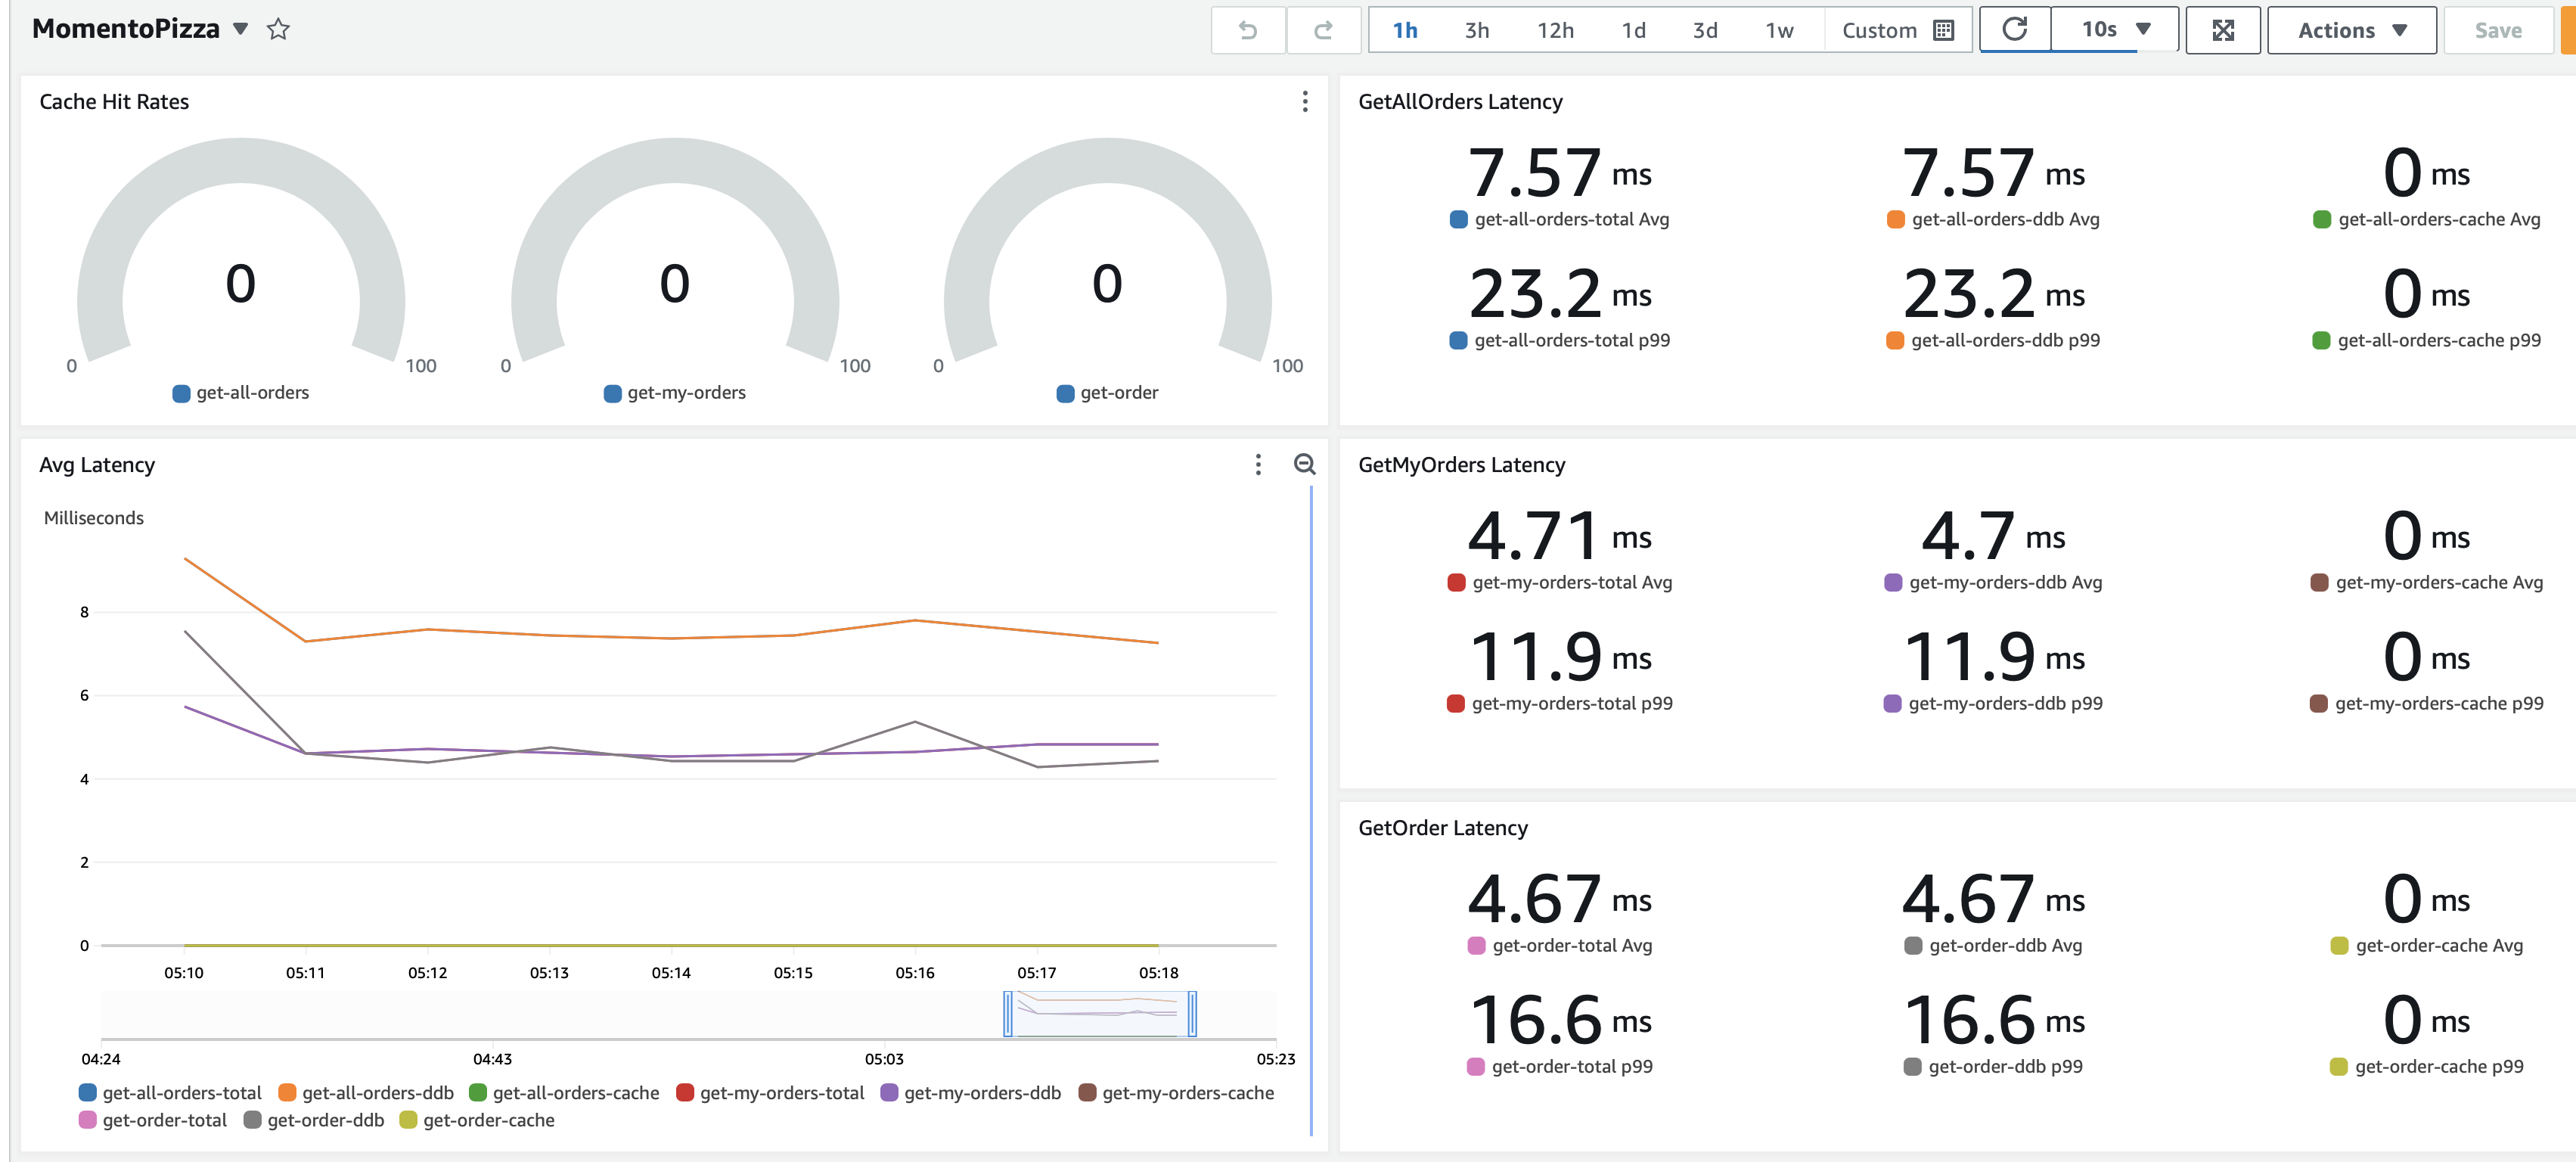 MomentoPizza
1h 3h 12h 1d 3d 1w Custom 10s Actions Save
Cache Hit Rates
0
0 100
get-all-orders
0
0 100
get-my-orders
0
0 100
get-order
GetAllOrders Latency
7.57 ms
get-all-orders-total Avg
7.57 ms
get-all-orders-ddb Avg
0 ms
get-all-orders-cache Avg
23.2 ms
get-all-orders-total p99
23.2 ms
get-all-orders-ddb p99
0 ms
get-all-orders-cache p99
Avg Latency
Milliseconds
8
6
4
2
0
05:10 05:11 05:12 05:13 05:14 05:15 05:16 05:17 05:18
04:24 04:43 05:03 05:23
get-all-orders-total get-all-orders-ddb get-all-orders-cache get-my-orders-total get-my-orders-ddb get-my-orders-cache
get-order-total get-order-ddb get-order-cache
GetMyOrders Latency
4.71 ms
get-my-orders-total Avg
4.7 ms
get-my-orders-ddb Avg
0 ms
get-my-orders-cache Avg
11.9 ms
get-my-orders-total p99
11.9 ms
get-my-orders-ddb p99
0 ms
get-my-orders-cache p99
GetOrder Latency
4.67 ms
get-order-total Avg
4.67 ms
get-order-ddb Avg
0 ms
get-order-cache Avg
16.6 ms
get-order-total p99
16.6 ms
get-order-ddb p99
0 ms
get-order-cache p99